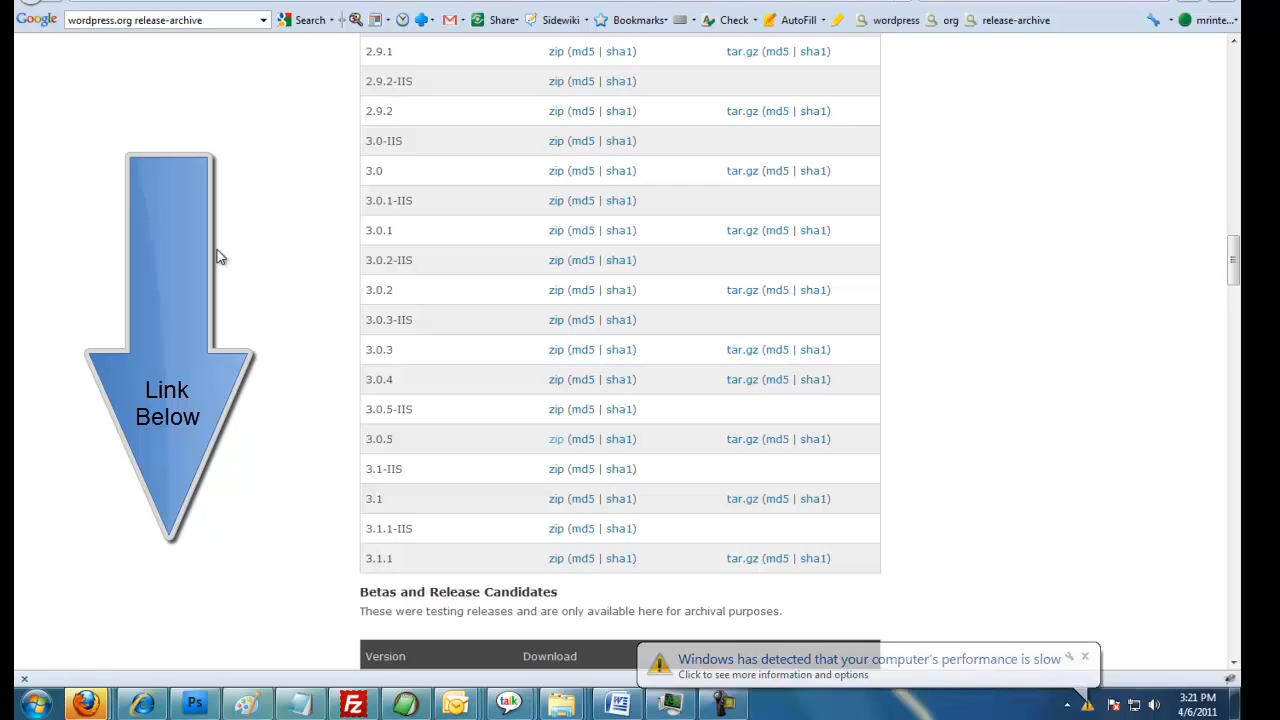 Google wordpress.org release-archive Search Share Sidewiki Bookmarks Check AutoFill wordpress org release-archive mrinte...
2.9.1 zip (md5 | sha1) tar.gz (md5 | sha1)
2.9.2-IIS zip (md5 | sha1)
2.9.2 zip (md5 | sha1) tar.gz (md5 | sha1)
3.0-IIS zip (md5 | sha1)
3.0 zip (md5 | sha1) tar.gz (md5 | sha1)
3.0.1-IIS zip (md5 | sha1)
3.0.1 zip (md5 | sha1) tar.gz (md5 | sha1)
3.0.2-IIS zip (md5 | sha1)
3.0.2 zip (md5 | sha1) tar.gz (md5 | sha1)
3.0.3-IIS zip (md5 | sha1)
3.0.3 zip (md5 | sha1) tar.gz (md5 | sha1)
3.0.4 zip (md5 | sha1) tar.gz (md5 | sha1)
3.0.5-IIS zip (md5 | sha1)
3.0.5 zip (md5 | sha1) tar.gz (md5 | sha1)
3.1-IIS zip (md5 | sha1)
3.1 zip (md5 | sha1) tar.gz (md5 | sha1)
3.1.1-IIS zip (md5 | sha1)
3.1.1 zip (md5 | sha1) tar.gz (md5 | sha1)
Link
Below
Betas and Release Candidates
These were testing releases and are only available here for archival purposes.
Version Download
Windows has detected that your computer's performance is slow
Click to see more information and options
Ps
Fz
talk
3:21 PM
4/6/2011